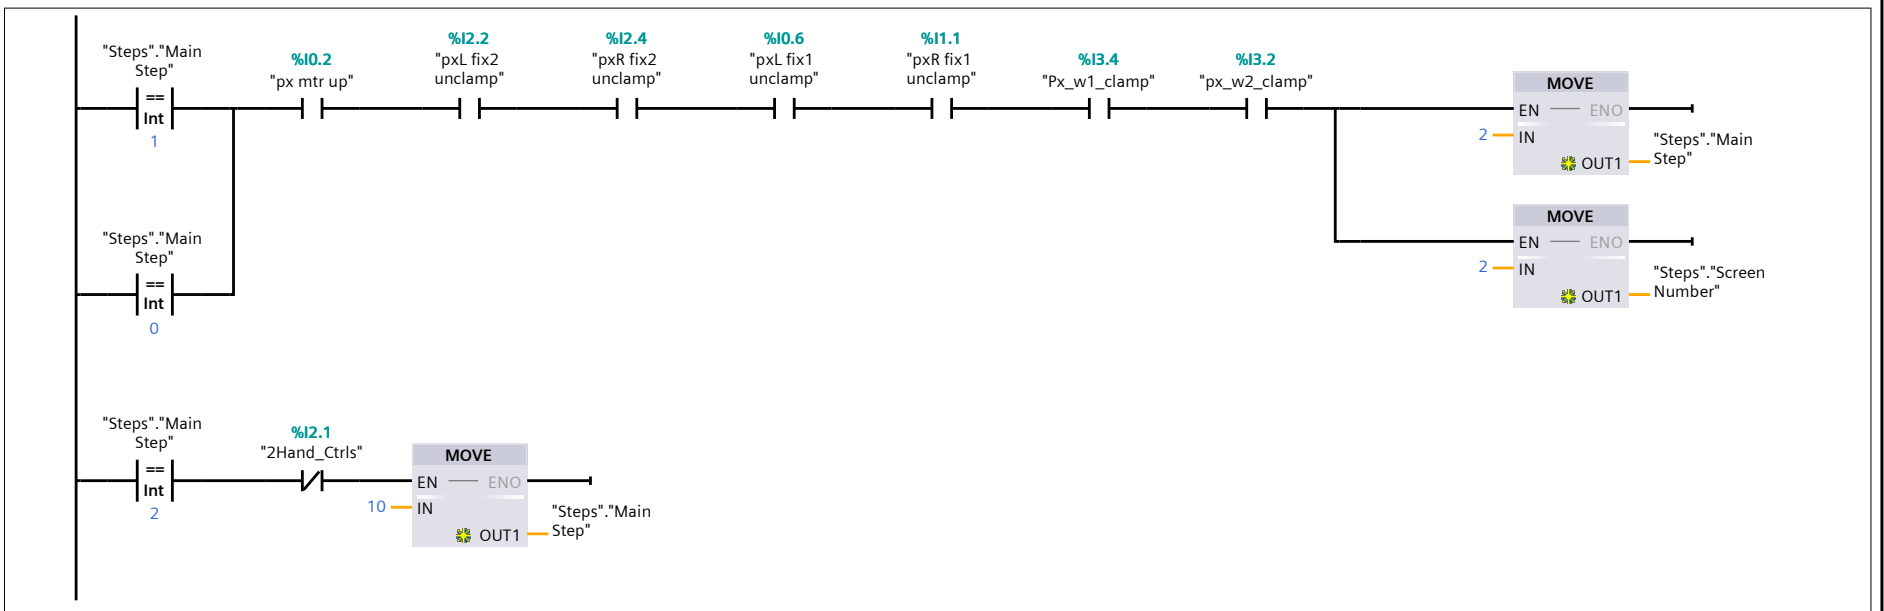 "Steps"."Main
Step"
==
Int
1
%I0.2
"px mtr up"
%I2.2
"pxL fix2
unclamp"
%I2.4
"pxR fix2
unclamp"
%I0.6
"pxL fix1
unclamp"
%I1.1
"pxR fix1
unclamp"
%I3.4
"Px_w1_clamp"
%I3.2
"px_w2_clamp"
MOVE
EN ENO
2 IN
OUT1
"Steps"."Main
Step"
"Steps"."Main
Step"
==
Int
0
MOVE
EN ENO
2 IN
OUT1
"Steps"."Screen
Number"
"Steps"."Main
Step"
==
Int
2
%I2.1
"2Hand_Ctrls"
MOVE
EN ENO
10 IN
OUT1
"Steps"."Main
Step"